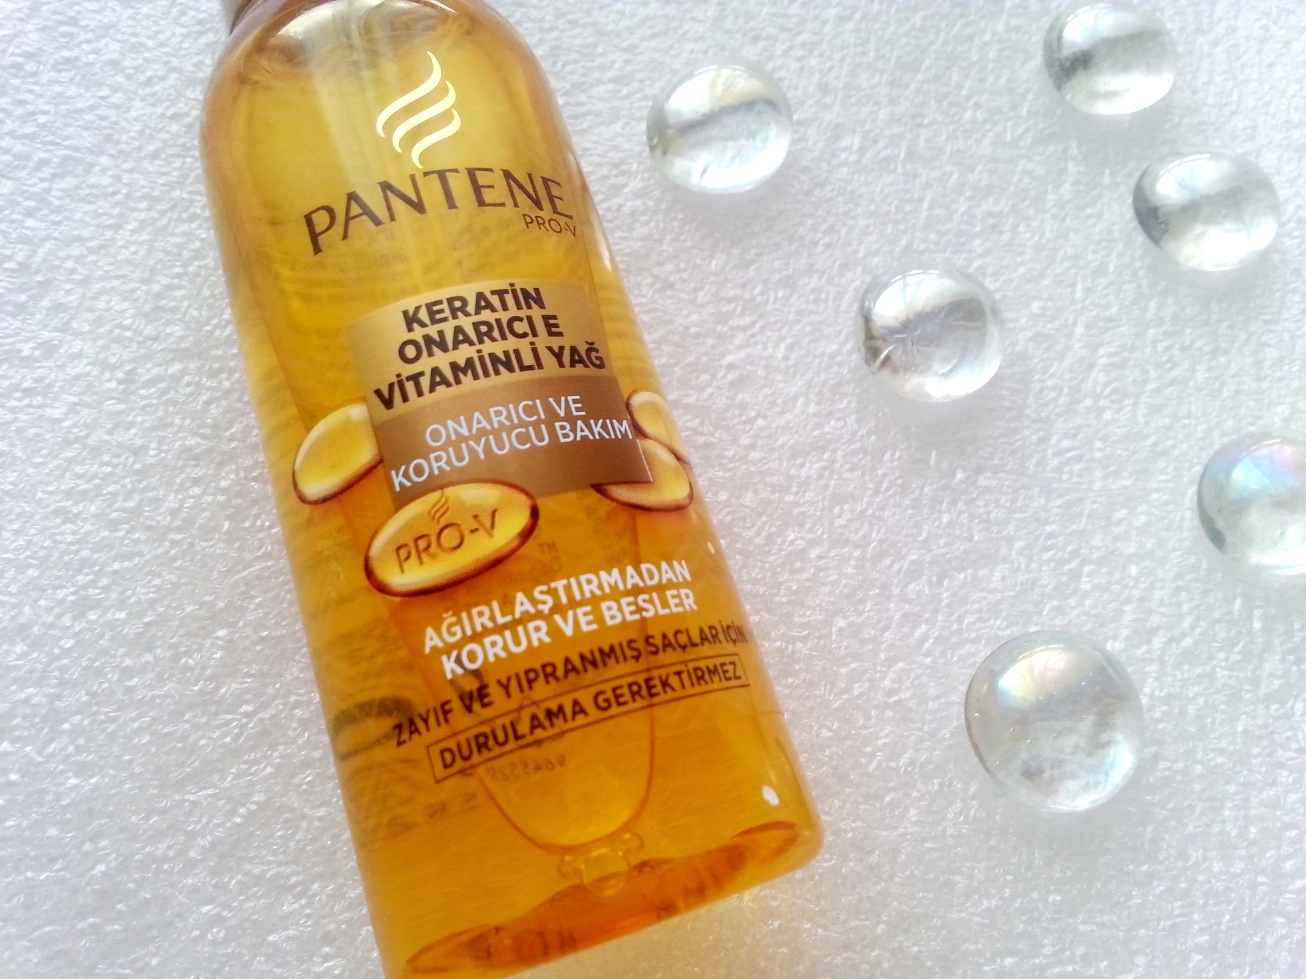 PANTENE
PRO-V
KERATİN
ONARICI E
VİTAMİNLİ YAĞ
ONARICI VE
KORUYUCU BAKIM
PRO-V
AĞIRLAŞTIRMADAN
KORUR VE BESLER
ZAYIF VE YIPRANMIŞ SAÇLAR İÇİN
DURULAMA GEREKTİRMEZ